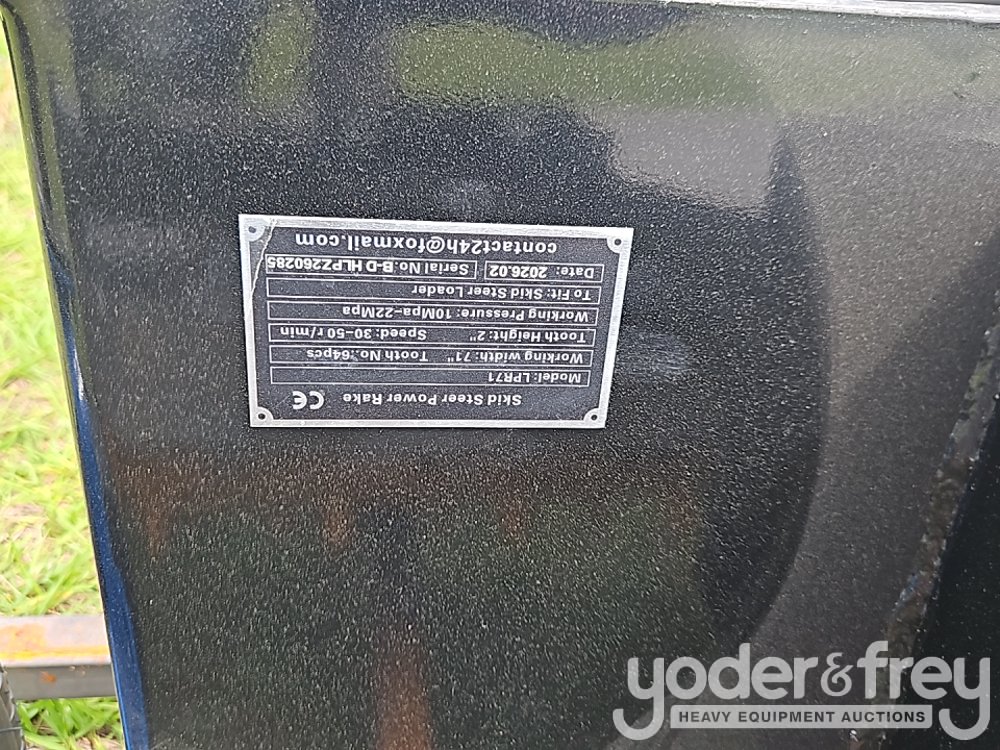 Skid Steer Power Rake CE
Model: LPR71
Working width: 71" Tooth No.:64pcs
Tooth Height: 2" Speed: 30-50 r/min
Working Pressure: 10Mpa-22Mpa
To Fit: Skid Steer Loader
Date: 2026.02 Serial No.:B-D HLPZ260285
contact24h@foxmail.com
yoder&frey
HEAVY EQUIPMENT AUCTIONS